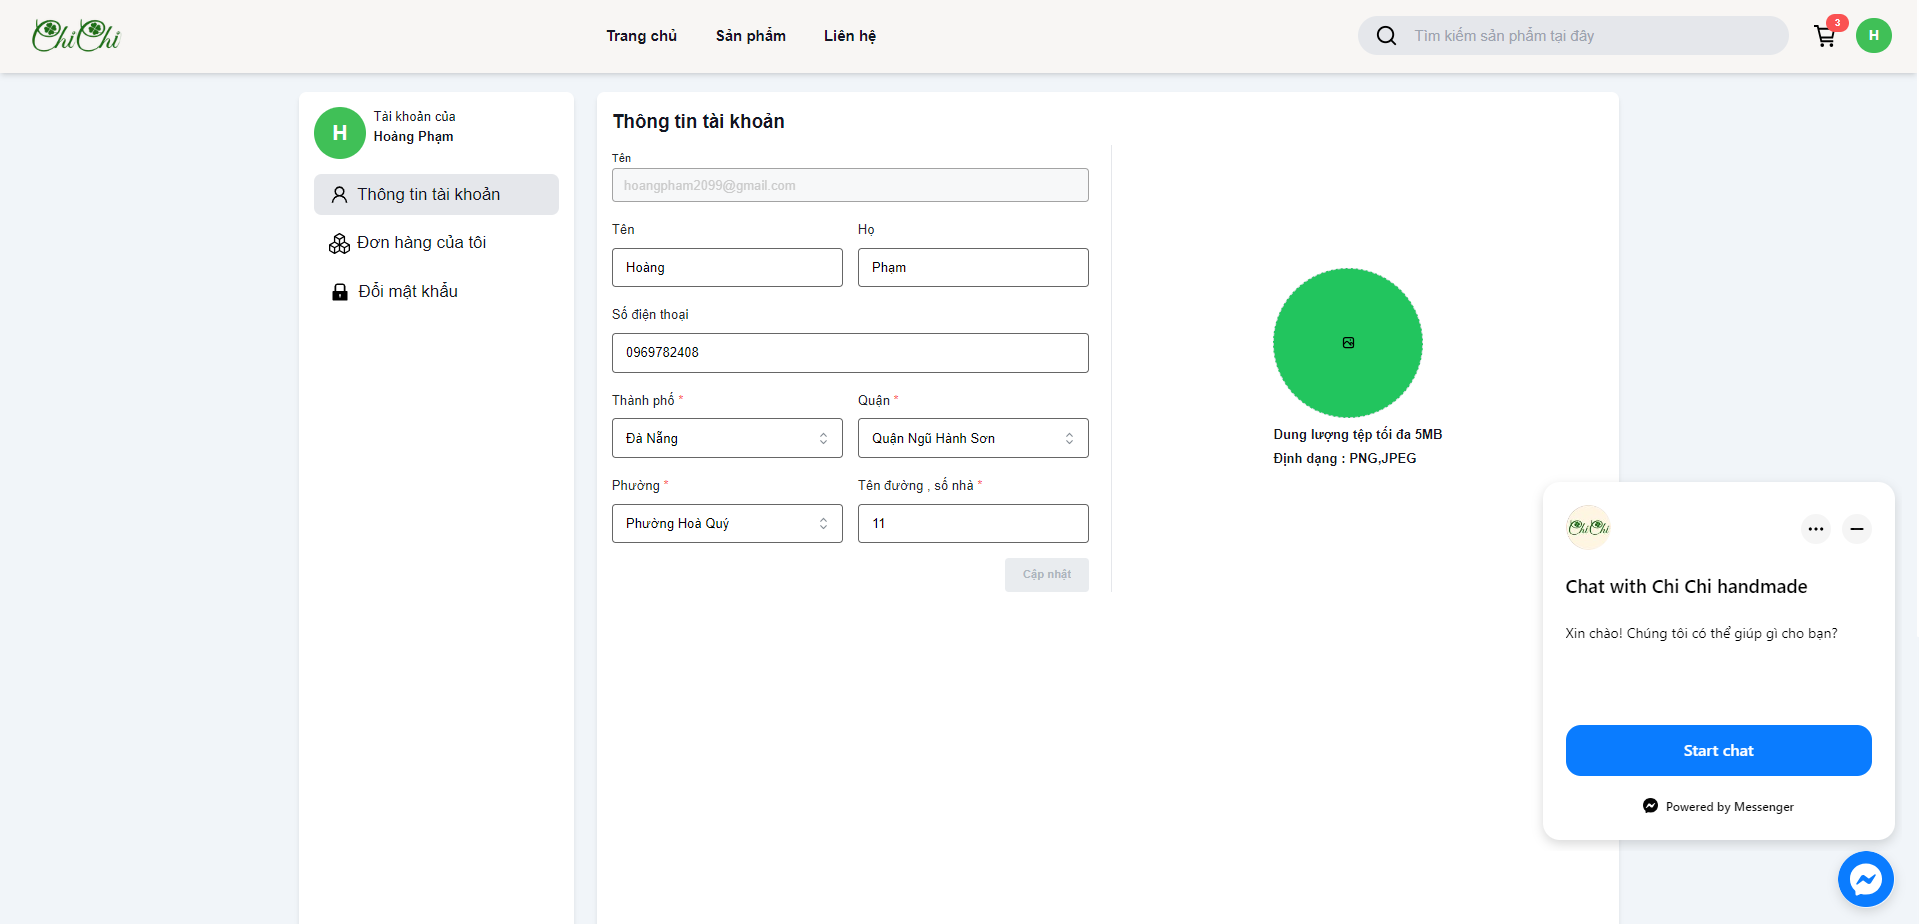 ChiChi
Trang chủ
Sản phẩm
Liên hệ
Tìm kiếm sản phẩm tại đây
3
H
H
Tài khoản của
Hoàng Phạm
Thông tin tài khoản
Đơn hàng của tôi
Đổi mật khẩu
Thông tin tài khoản
Tên
hoangpham2099@gmail.com
Tên
Họ
Hoàng
Phạm
Số điện thoại
0969782408
Thành phố *
Quận *
Đà Nẵng
Quận Ngũ Hành Sơn
Phường *
Tên đường , số nhà *
Phường Hoà Quý
11
Cập nhật
Dung lượng tệp tối đa 5MB
Định dạng : PNG,JPEG
ChiChi
Chat with Chi Chi handmade
Xin chào! Chúng tôi có thể giúp gì cho bạn?
Start chat
Powered by Messenger